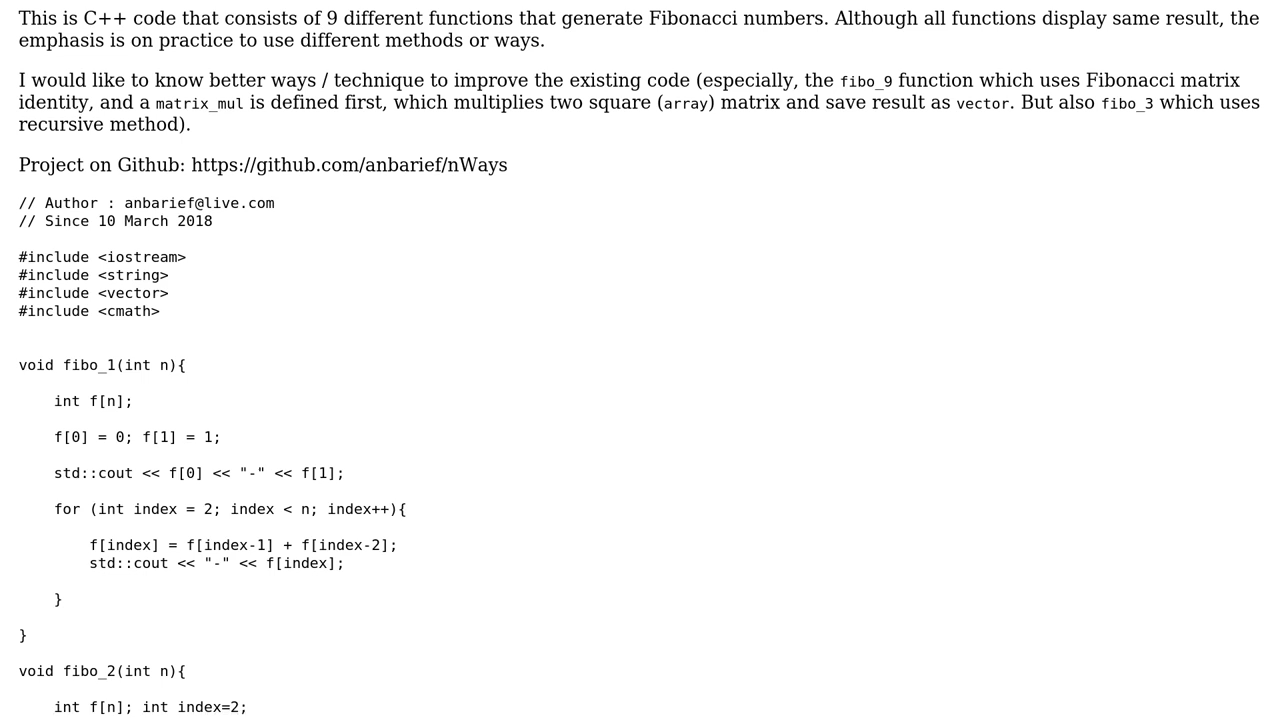 This is C++ code that consists of 9 different functions that generate Fibonacci numbers. Although all functions display same result, the
emphasis is on practice to use different methods or ways.
I would like to know better ways / technique to improve the existing code (especially, the fibo_9 function which uses Fibonacci matrix
identity, and a matrix_mul is defined first, which multiplies two square (array) matrix and save result as vector. But also fibo_3 which uses
recursive method).
Project on Github: https://github.com/anbarief/nWays
// Author : anbarief@live.com
// Since 10 March 2018
#include <iostream>
#include <string>
#include <vector>
#include <cmath>
void fibo_1(int n){
    int f[n];
    f[0] = 0; f[1] = 1;
    std::cout << f[0] << "-" << f[1];
    for (int index = 2; index < n; index++){
        f[index] = f[index-1] + f[index-2];
        std::cout << "-" << f[index];
    }
}
void fibo_2(int n){
    int f[n]; int index=2;